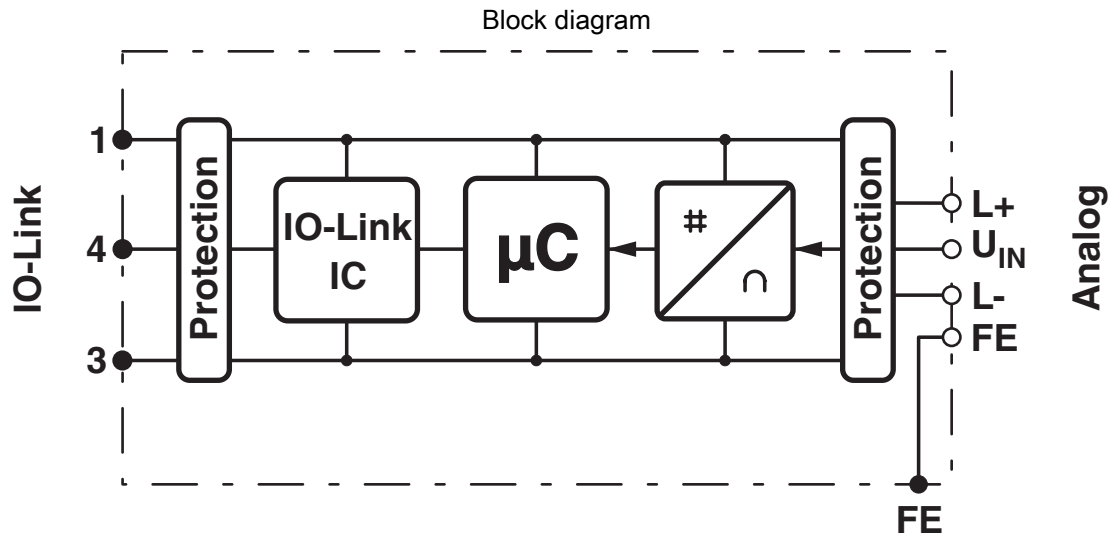 Block diagram
IO-Link
1
4
3
Protection
IO-Link
IC
µC
#
∩
Protection
L+
U_IN
L-
FE
Analog
FE